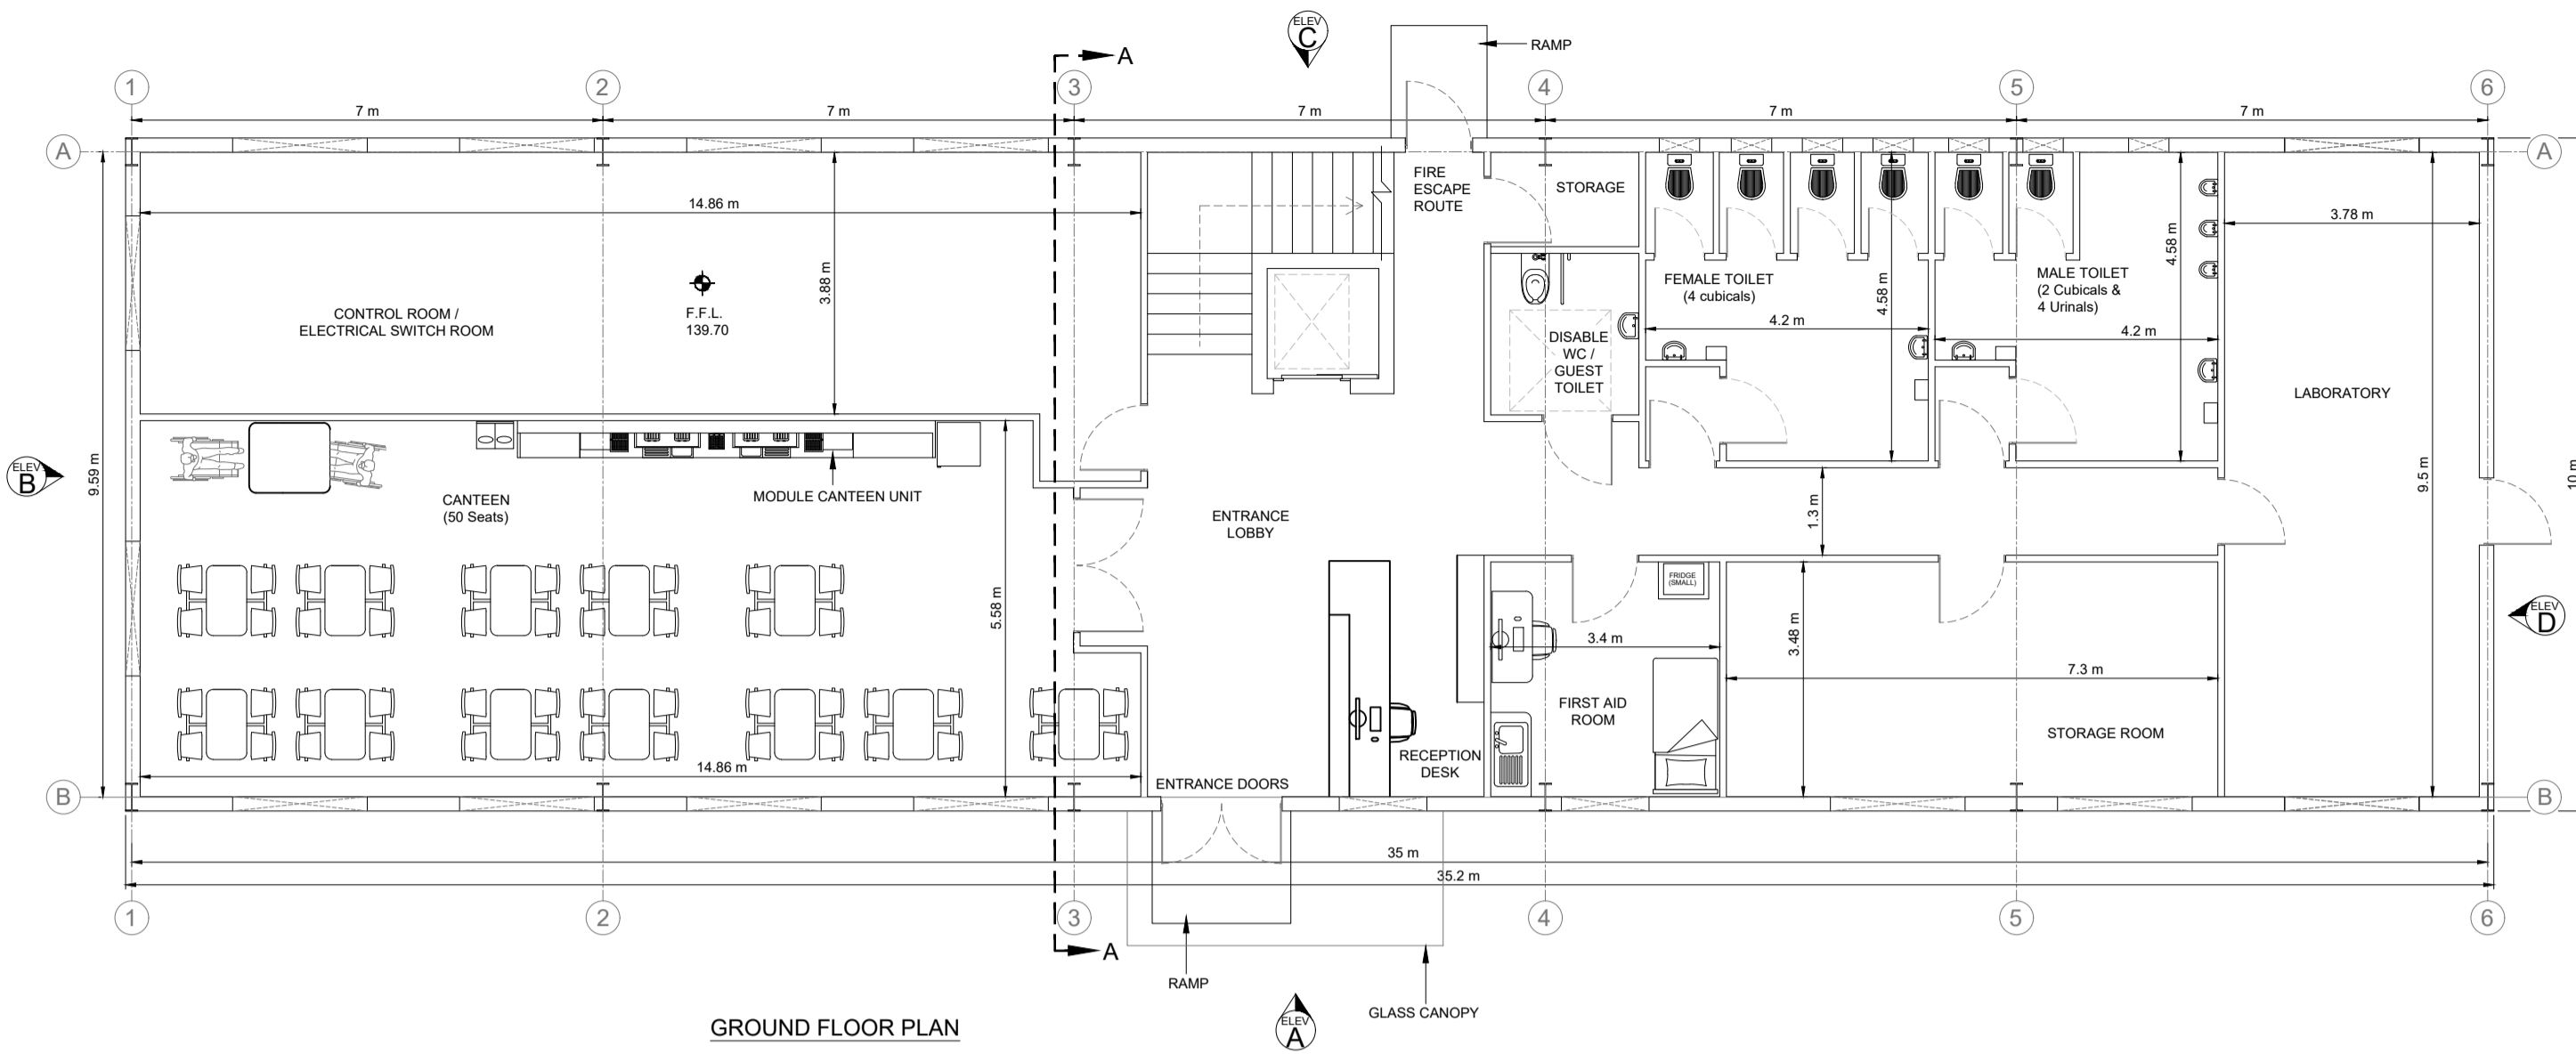 ELEV
C
RAMP
A
1
2
3
4
5
6
7 m
7 m
7 m
7 m
7 m
A
A
FIRE
ESCAPE
ROUTE
STORAGE
14.86 m
3.88 m
CONTROL ROOM /
ELECTRICAL SWITCH ROOM
F.F.L.
139.70
FEMALE TOILET
(4 cubicals)
4.58 m
4.2 m
MALE TOILET
(2 Cubicals &
4 Urinals)
4.58 m
4.2 m
3.78 m
DISABLE
WC /
GUEST
TOILET
LABORATORY
9.59 m
ELEV
B
CANTEEN
(50 Seats)
MODULE CANTEEN UNIT
ENTRANCE
LOBBY
1.3 m
9.5 m
10 m
5.58 m
FRIDGE
(SMALL)
3.4 m
3.48 m
7.3 m
ELEV
D
FIRST AID
ROOM
STORAGE ROOM
RECEPTION
DESK
14.86 m
ENTRANCE DOORS
B
B
35 m
35.2 m
1
2
3
4
5
6
A
RAMP
GLASS CANOPY
ELEV
A
GROUND FLOOR PLAN